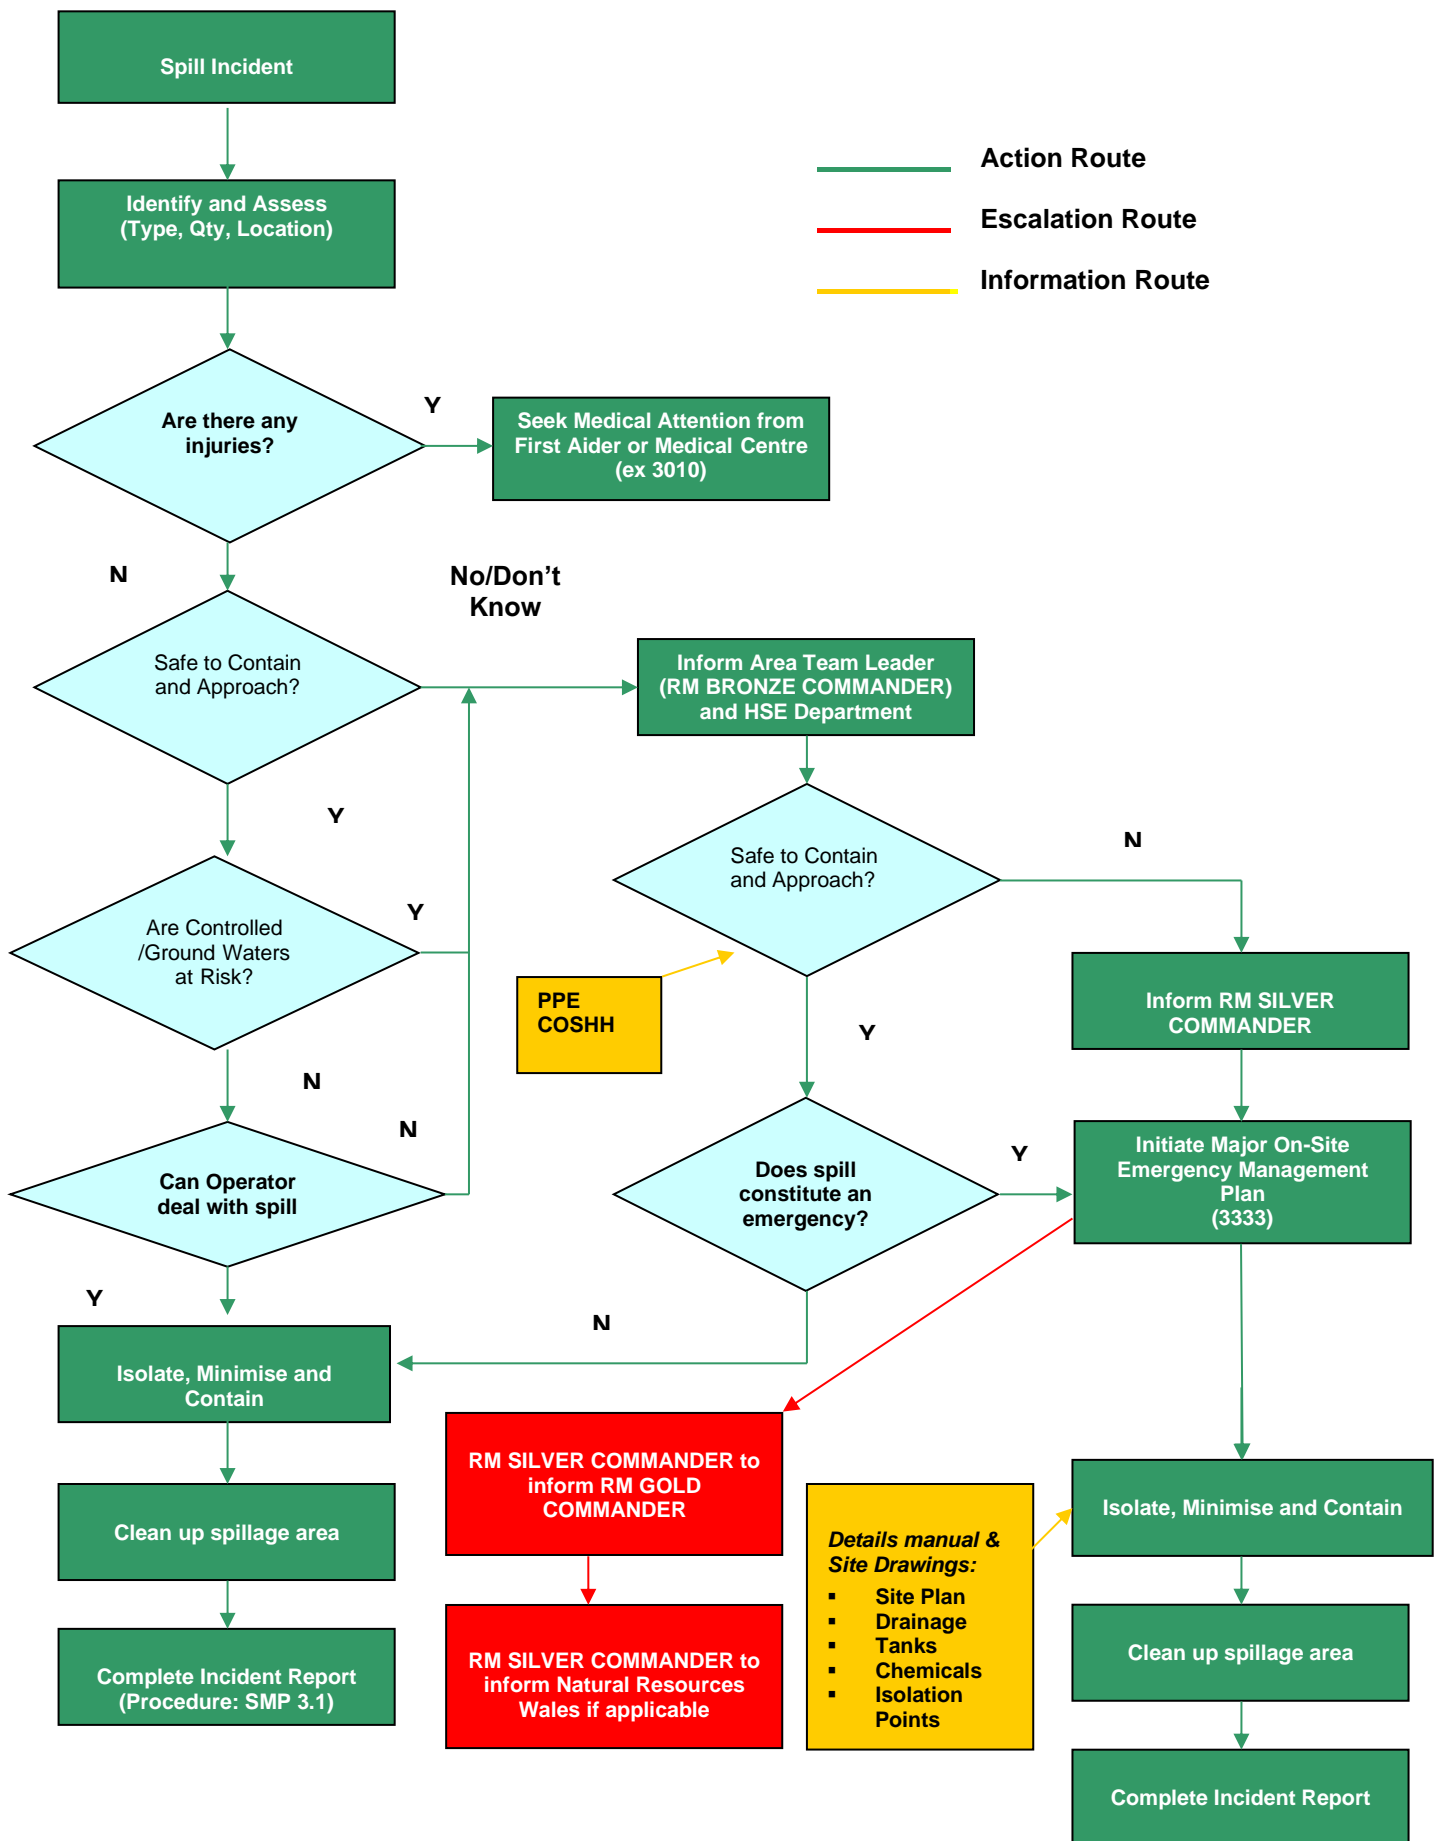 Spill Incident
Action Route
Identify and Assess
(Type, Qty, Location)
Escalation Route
Information Route
Are there any
injuries?
Y
Seek Medical Attention from
First Aider or Medical Centre
(ex 3010)
N
No/Don't
Know
Safe to Contain
and Approach?
Inform Area Team Leader
(RM BRONZE COMMANDER)
and HSE Department
Y
Safe to Contain
and Approach?
N
Are Controlled
/Ground Waters
at Risk?
Y
PPE
COSHH
Inform RM SILVER
COMMANDER
Y
N
N
Can Operator
deal with spill
Does spill
constitute an
emergency?
Y
Initiate Major On-Site
Emergency Management
Plan
(3333)
Y
N
Isolate, Minimise and
Contain
RM SILVER COMMANDER to
inform RM GOLD
COMMANDER
Details manual &
Site Drawings:
▪ Site Plan
▪ Drainage
▪ Tanks
▪ Chemicals
▪ Isolation
Points
Isolate, Minimise and Contain
Clean up spillage area
RM SILVER COMMANDER to
inform Natural Resources
Wales if applicable
Clean up spillage area
Complete Incident Report
(Procedure: SMP 3.1)
Complete Incident Report